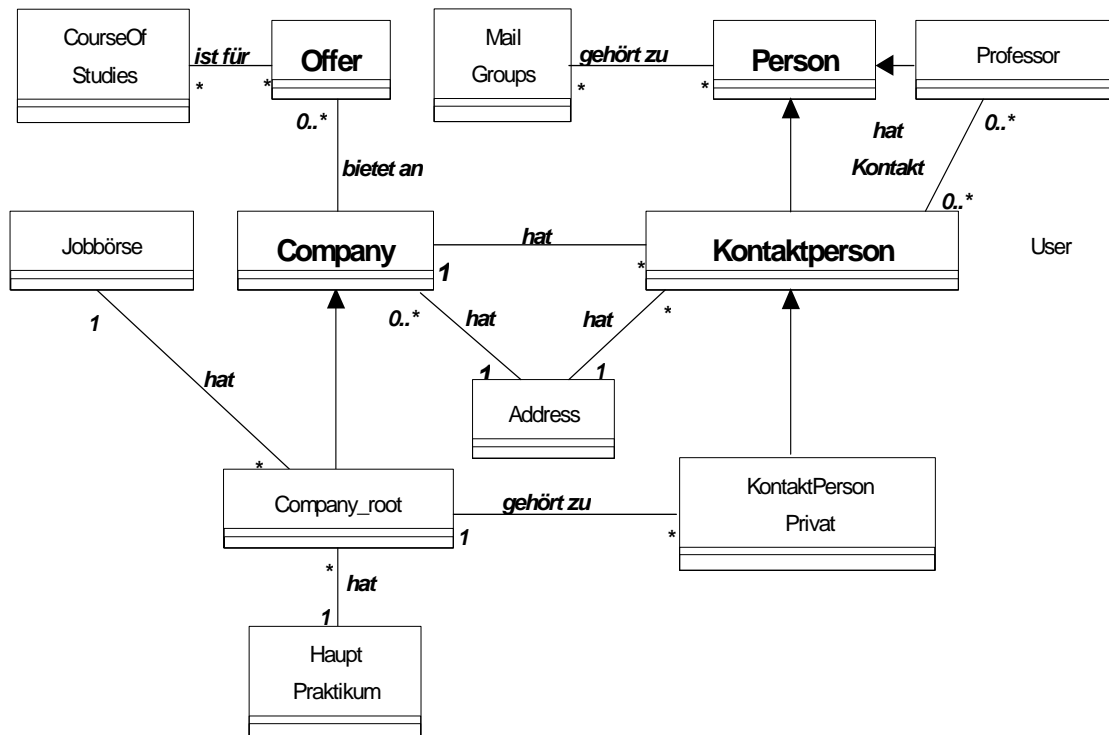 CourseOf
Studies
ist für
*
*
Offer
Mail
Groups
gehört zu
*
*
Person
Professor
0..*
0..*
hat
Kontakt
bietet an
0..*
Jobbörse
Company
hat
1
*
Kontaktperson
User
1
0..*
hat
hat
*
1
1
hat
Address
*
Company_root
gehört zu
1
*
KontaktPerson
Privat
*
hat
1
Haupt
Praktikum